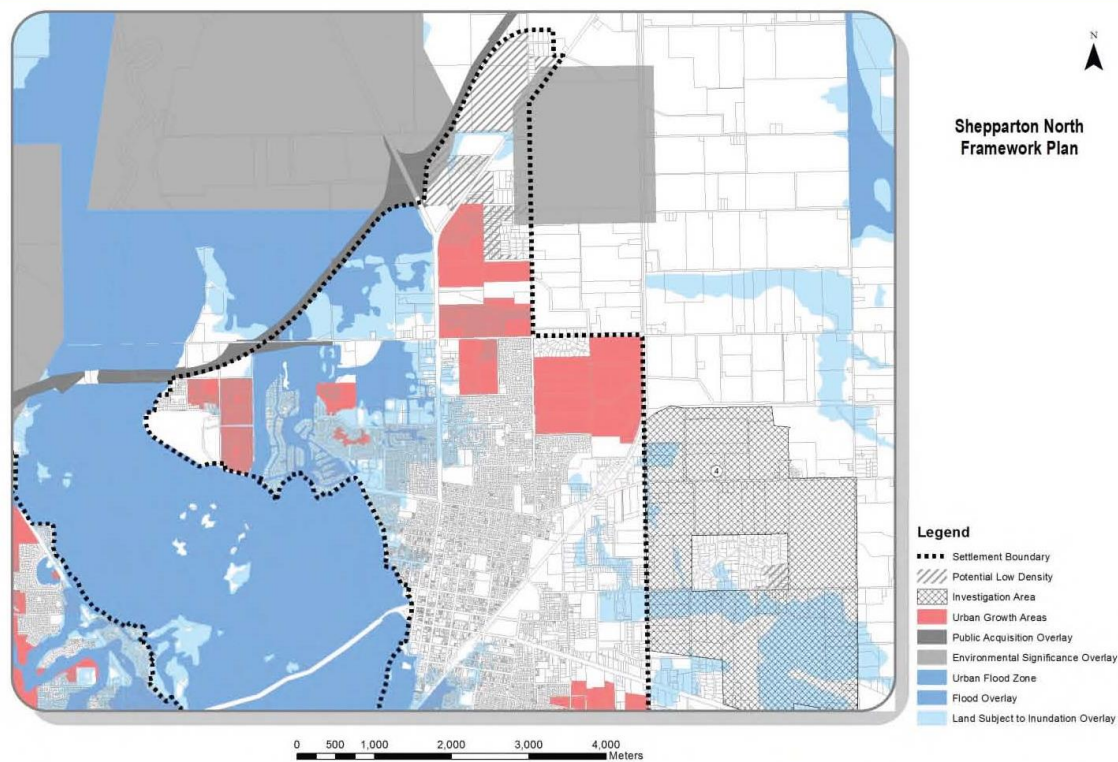 N
Shepparton North
Framework Plan
4
Legend
Settlement Boundary
Potential Low Density
Investigation Area
Urban Growth Areas
Public Acquisition Overlay
Environmental Significance Overlay
Urban Flood Zone
Flood Overlay
Land Subject to Inundation Overlay
0 500 1,000 2,000 3,000 4,000
Meters